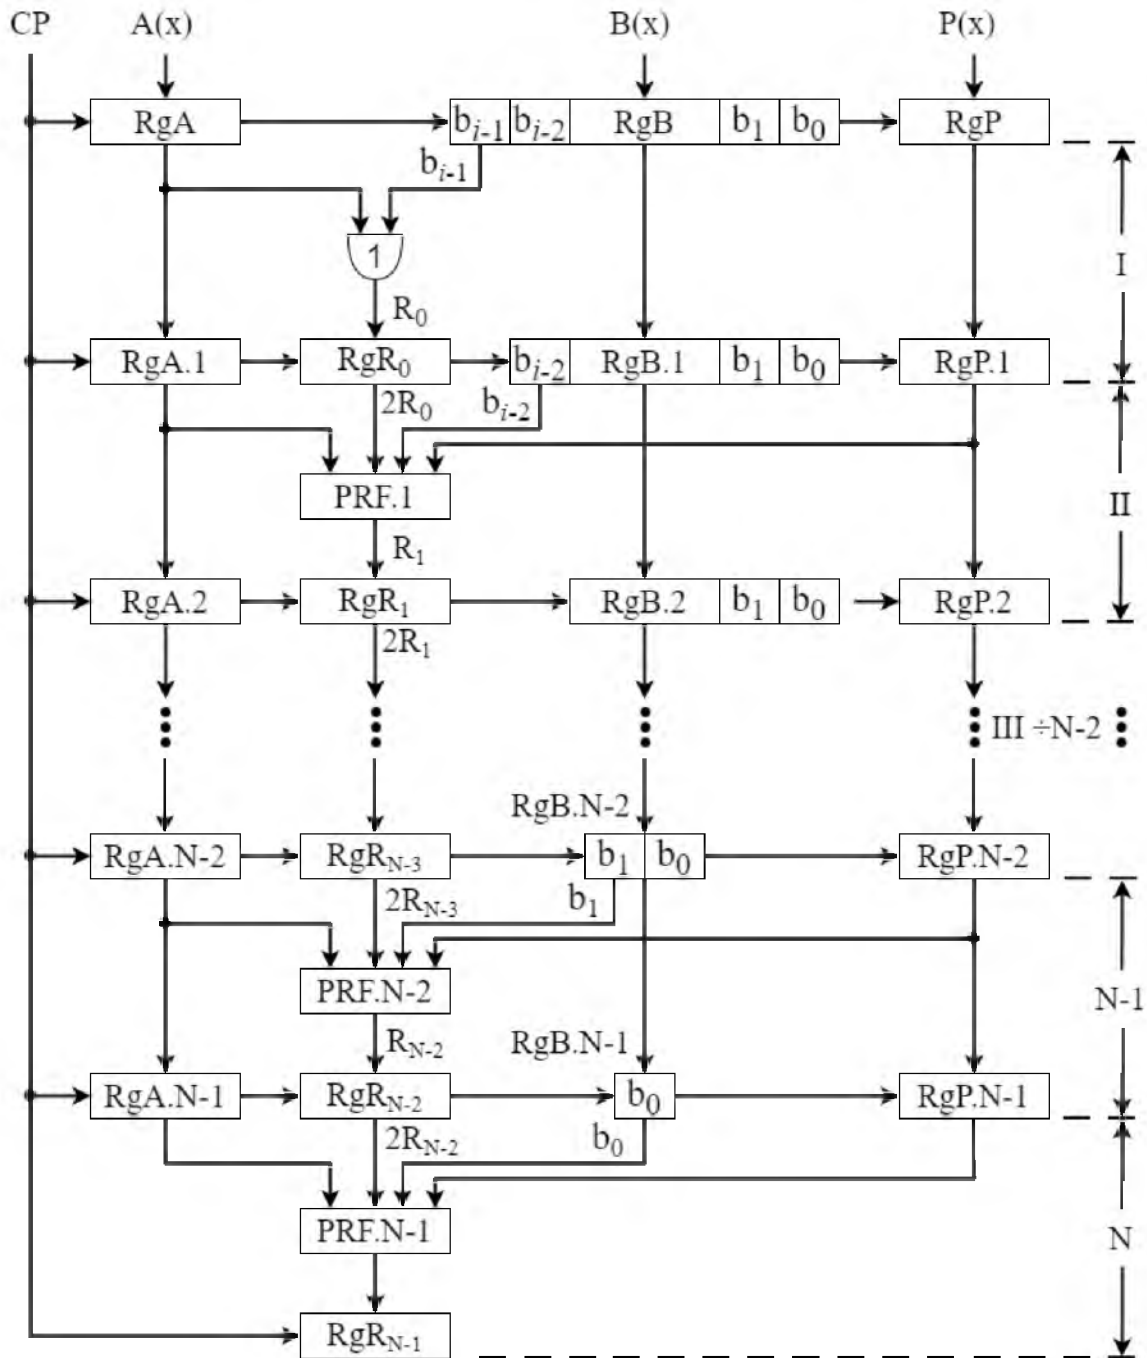 CP A(x) B(x) P(x)
RgA b_{i-1} b_{i-2} RgB b_1 b_0 RgP
b_{i-1}
1
I
R_0
RgA.1 RgR_0 b_{i-2} RgB.1 b_1 b_0 RgP.1
2R_0 b_{i-2}
PRF.1 II
R_1
RgA.2 RgR_1 RgB.2 b_1 b_0 RgP.2
2R_1
III ÷N-2
RgB.N-2
RgA.N-2 RgR_{N-3} b_1 b_0 RgP.N-2
2R_{N-3} b_1
PRF.N-2 N-1
R_{N-2} RgB.N-1
RgA.N-1 RgR_{N-2} b_0 RgP.N-1
2R_{N-2} b_0
PRF.N-1 N
RgR_{N-1}